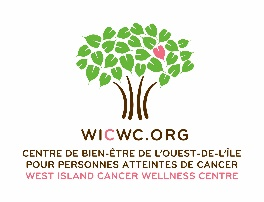 WICWC.ORG
CENTRE DE BIEN-ÊTRE DE L'OUEST-DE-L'ÎLE
POUR PERSONNES ATTEINTES DE CANCER
WEST ISLAND CANCER WELLNESS CENTRE